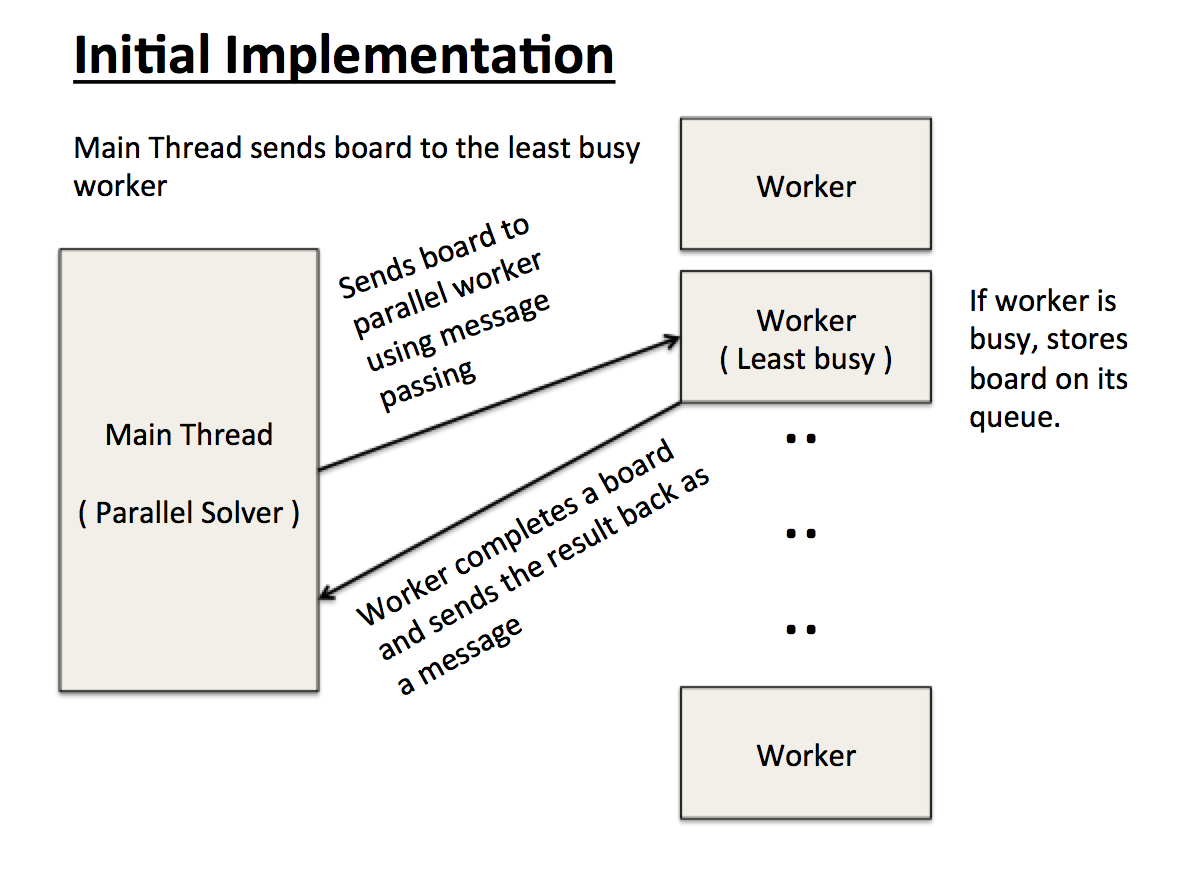 Initial Implementation
Main Thread sends board to the least busy
worker
Worker
Sends board to
parallel worker
using message
passing
Worker
( Least busy )
If worker is
busy, stores
board on its
queue.
Main Thread
( Parallel Solver )
..
..
..
Worker completes a board
and sends the result back as
a message
Worker